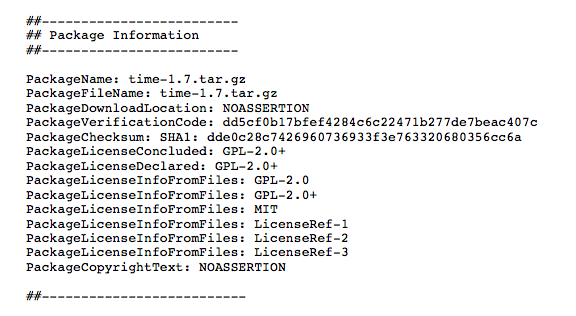 ##-------------------------
## Package Information
##-------------------------
PackageName: time-1.7.tar.gz
PackageFileName: time-1.7.tar.gz
PackageDownloadLocation: NOASSERTION
PackageVerificationCode: dd5cf0b17bfef4284c6c22471b277de7beac407c
PackageChecksum: SHA1: dde0c28c7426960736933f3e763320680356cc6a
PackageLicenseConcluded: GPL-2.0+
PackageLicenseDeclared: GPL-2.0+
PackageLicenseInfoFromFiles: GPL-2.0
PackageLicenseInfoFromFiles: GPL-2.0+
PackageLicenseInfoFromFiles: MIT
PackageLicenseInfoFromFiles: LicenseRef-1
PackageLicenseInfoFromFiles: LicenseRef-2
PackageLicenseInfoFromFiles: LicenseRef-3
PackageCopyrightText: NOASSERTION
##--------------------------